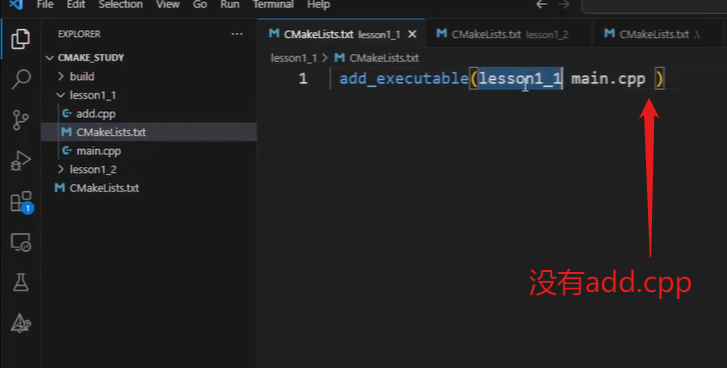 File Edit Selection View Go Run Terminal Help
EXPLORER
CMAKE_STUDY
build
lesson1_1
add.cpp
CMakeLists.txt
main.cpp
lesson1_2
CMakeLists.txt
1
CMakeLists.txt lesson1_1
CMakeLists.txt lesson1_2
CMakeLists.txt .\
lesson1_1 > CMakeLists.txt
1 add_executable(lesson1_1 main.cpp )
没有add.cpp